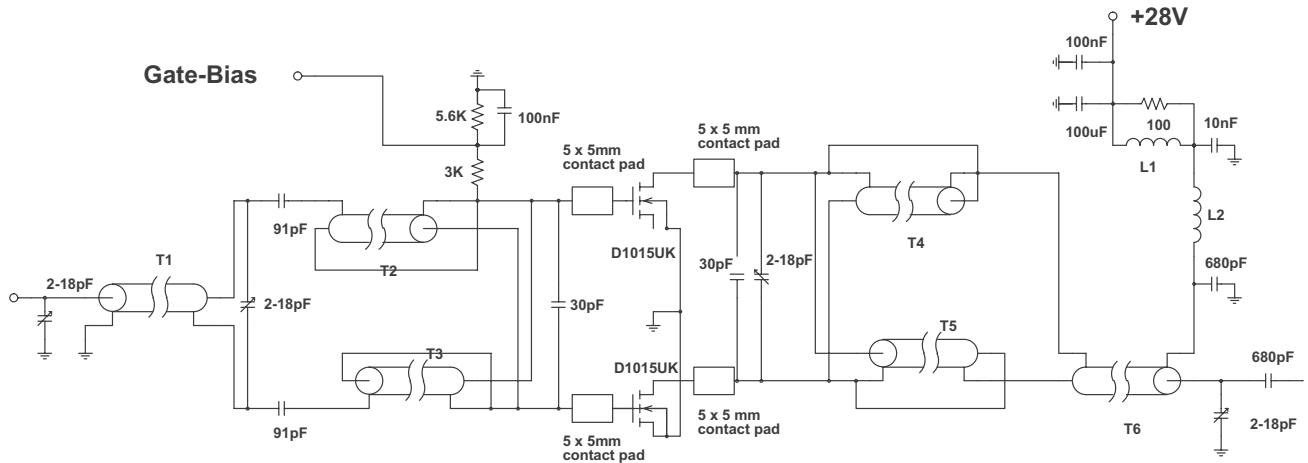 +28V
100nF
Gate-Bias
5.6K
100nF
100uF
100
10nF
L1
5 x 5mm
contact pad
5 x 5 mm
contact pad
3K
91pF
T2
D1015UK
T4
L2
T1
2-18pF
2-18pF
30pF
30pF
2-18pF
680pF
T3
D1015UK
T5
680pF
91pF
5 x 5mm
contact pad
5 x 5 mm
contact pad
T6
2-18pF